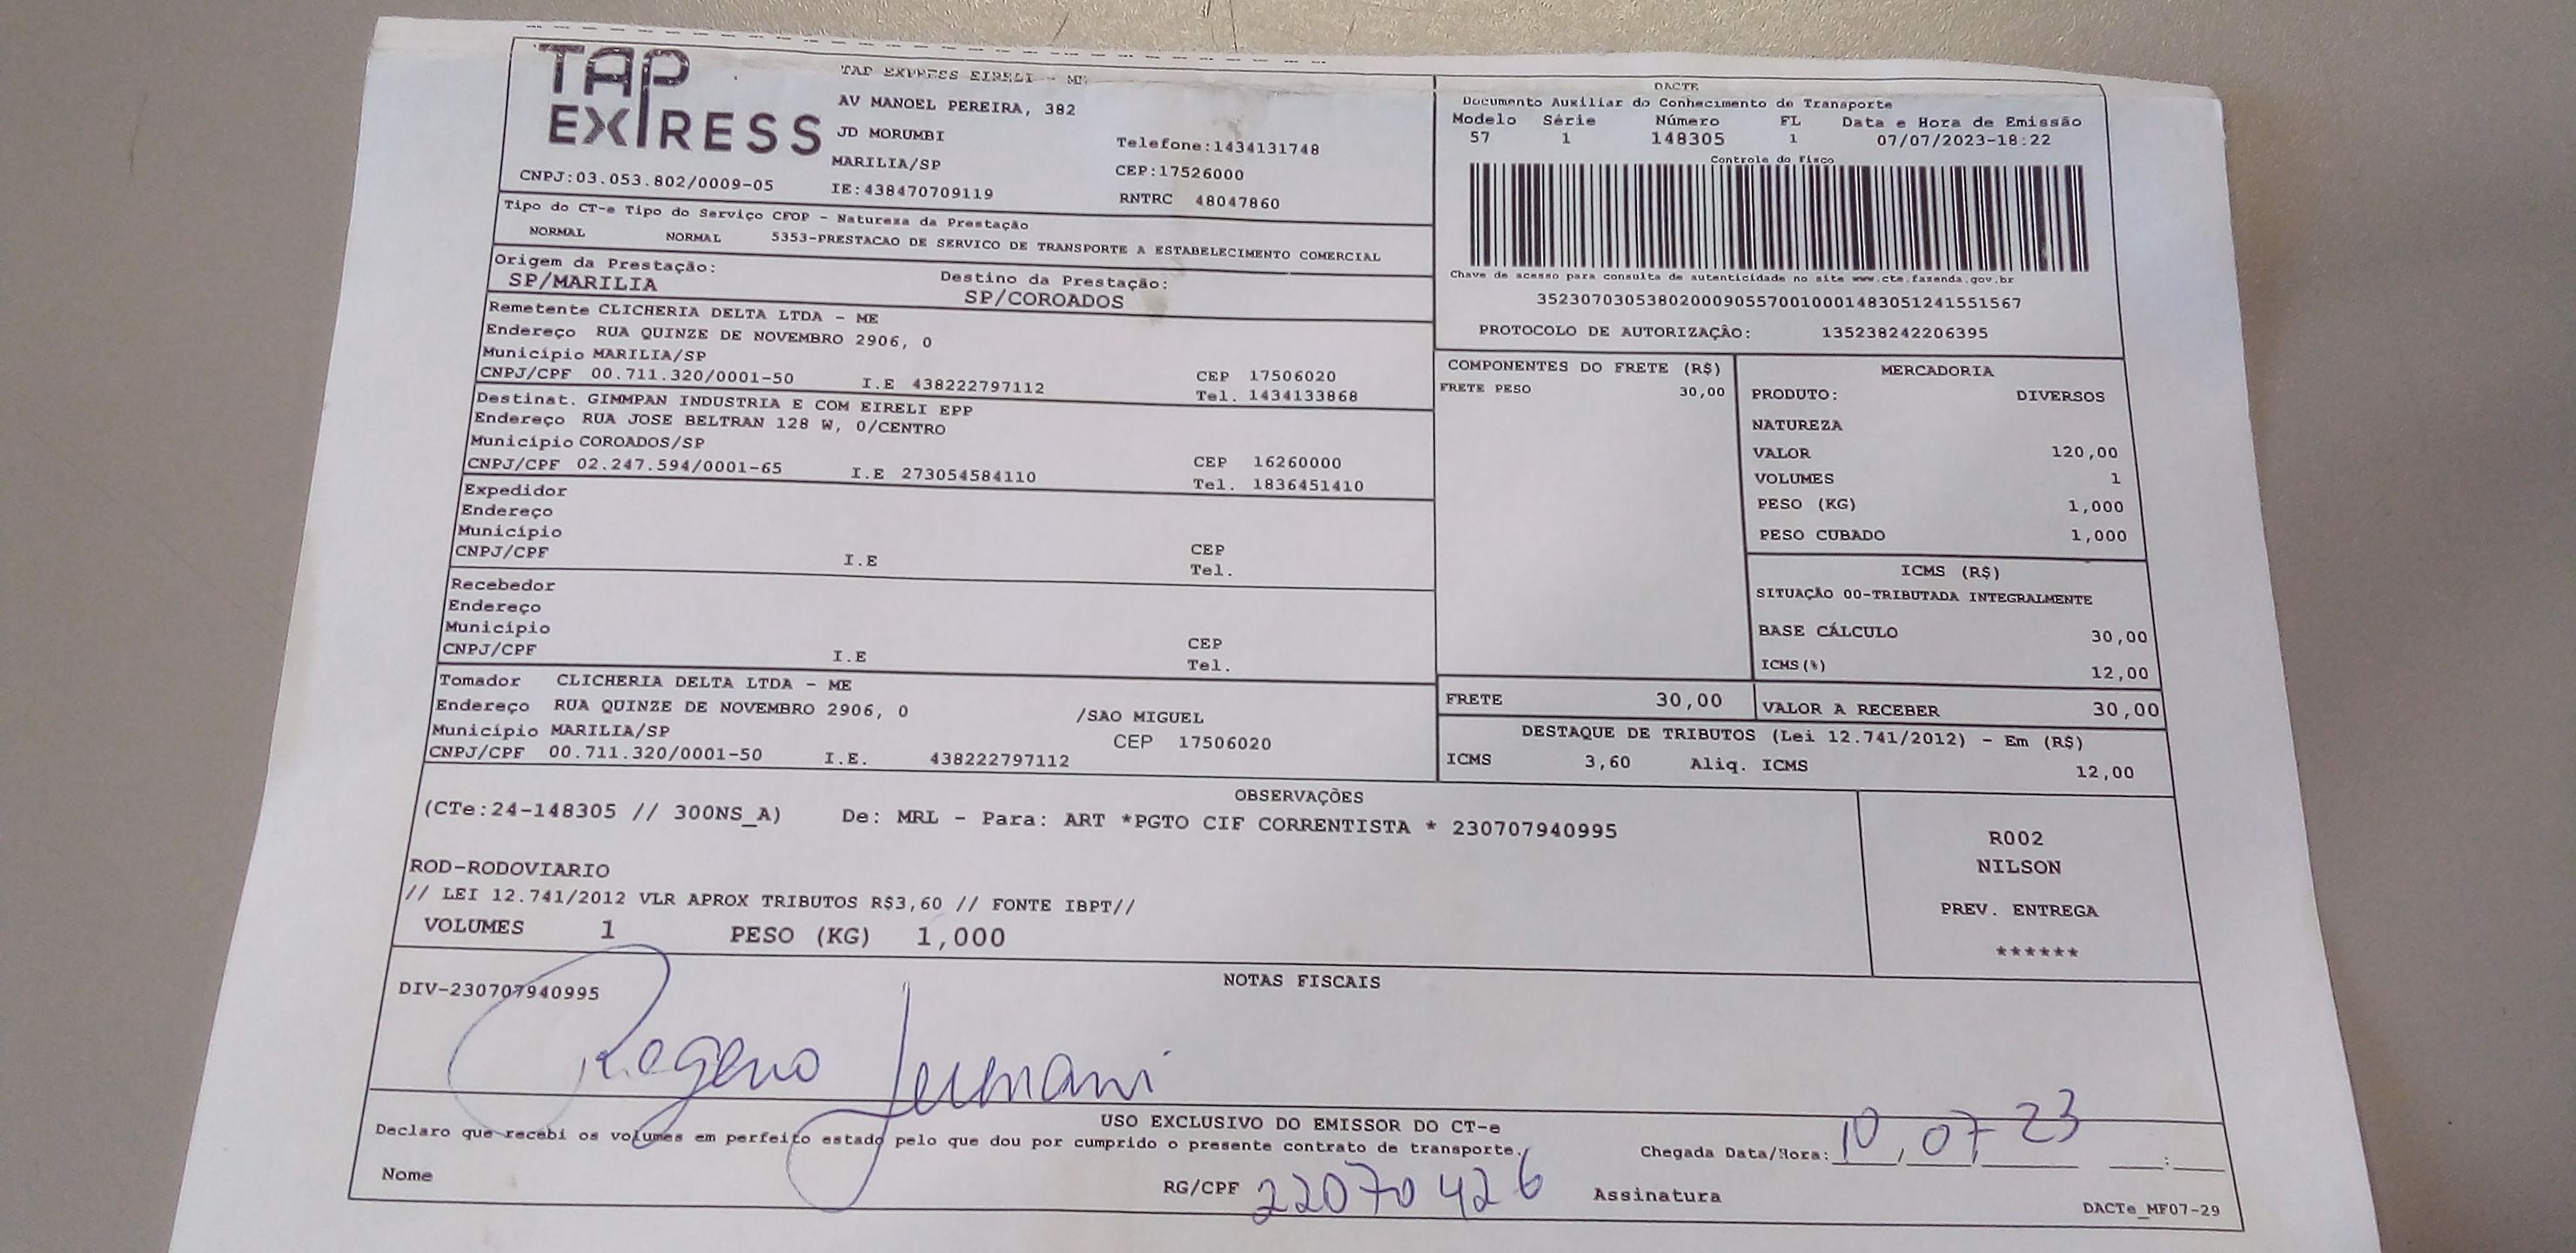 TAP
EXPRESS
TAP EXPRESS EIRELI - ME
AV MANOEL PEREIRA, 382
JD MORUMBI
Telefone:1434131748
MARILIA/SP
CEP:17526000
CNPJ:03.053.802/0009-05
IE:438470709119
RNTRC 48047860
DACTE
Documento Auxiliar do Conhecimento de Transporte
Modelo Série Número FL Data e Hora de Emissão
57 1 148305 1 07/07/2023-18:22
Controle do Fisco
Chave de acesso para consulta de autenticidade no site www.cte.fazenda.gov.br
35230703053802000905570010001483051241551567
PROTOCOLO DE AUTORIZAÇÃO: 135238242206395
Tipo do CT-e Tipo do Serviço CFOP - Natureza da Prestação
NORMAL NORMAL 5353-PRESTACAO DE SERVICO DE TRANSPORTE A ESTABELECIMENTO COMERCIAL
Origem da Prestação: Destino da Prestação:
SP/MARILIA SP/COROADOS
Remetente CLICHERIA DELTA LTDA - ME
Endereço RUA QUINZE DE NOVEMBRO 2906, 0
Município MARILIA/SP CEP 17506020
CNPJ/CPF 00.711.320/0001-50 I.E 438222797112 Tel. 1434133868
Destinat. GIMMPAN INDUSTRIA E COM EIRELI EPP
Endereço RUA JOSE BELTRAN 128 W, 0/CENTRO
Município COROADOS/SP CEP 16260000
CNPJ/CPF 02.247.594/0001-65 I.E 273054584110 Tel. 1836451410
Expedidor
Endereço
Município CEP
CNPJ/CPF I.E Tel.
Recebedor
Endereço
Município CEP
CNPJ/CPF I.E Tel.
Tomador CLICHERIA DELTA LTDA - ME
Endereço RUA QUINZE DE NOVEMBRO 2906, 0 /SAO MIGUEL
Município MARILIA/SP CEP 17506020
CNPJ/CPF 00.711.320/0001-50 I.E. 438222797112
COMPONENTES DO FRETE (R$)
FRETE PESO 30,00
MERCADORIA
PRODUTO: DIVERSOS
NATUREZA
VALOR 120,00
VOLUMES 1
PESO (KG) 1,000
PESO CUBADO 1,000
ICMS (R$)
SITUAÇÃO 00-TRIBUTADA INTEGRALMENTE
BASE CÁLCULO 30,00
ICMS(%) 12,00
FRETE 30,00 VALOR A RECEBER 30,00
DESTAQUE DE TRIBUTOS (Lei 12.741/2012) - Em (R$)
ICMS 3,60 Aliq. ICMS 12,00
OBSERVAÇÕES
(CTe:24-148305 // 300NS_A) De: MRL - Para: ART *PGTO CIF CORRENTISTA * 230707940995
ROD-RODOVIARIO
// LEI 12.741/2012 VLR APROX TRIBUTOS R$3,60 // FONTE IBPT//
VOLUMES 1 PESO (KG) 1,000
R002
NILSON
PREV. ENTREGA
******
NOTAS FISCAIS
DIV-230707940995
USO EXCLUSIVO DO EMISSOR DO CT-e
Declaro que recebi os volumes em perfeito estado pelo que dou por cumprido o presente contrato de transporte.
Chegada Data/Hora: 10/07/23 __:__
Nome RG/CPF 22070426 Assinatura
DACTe_MF07-29